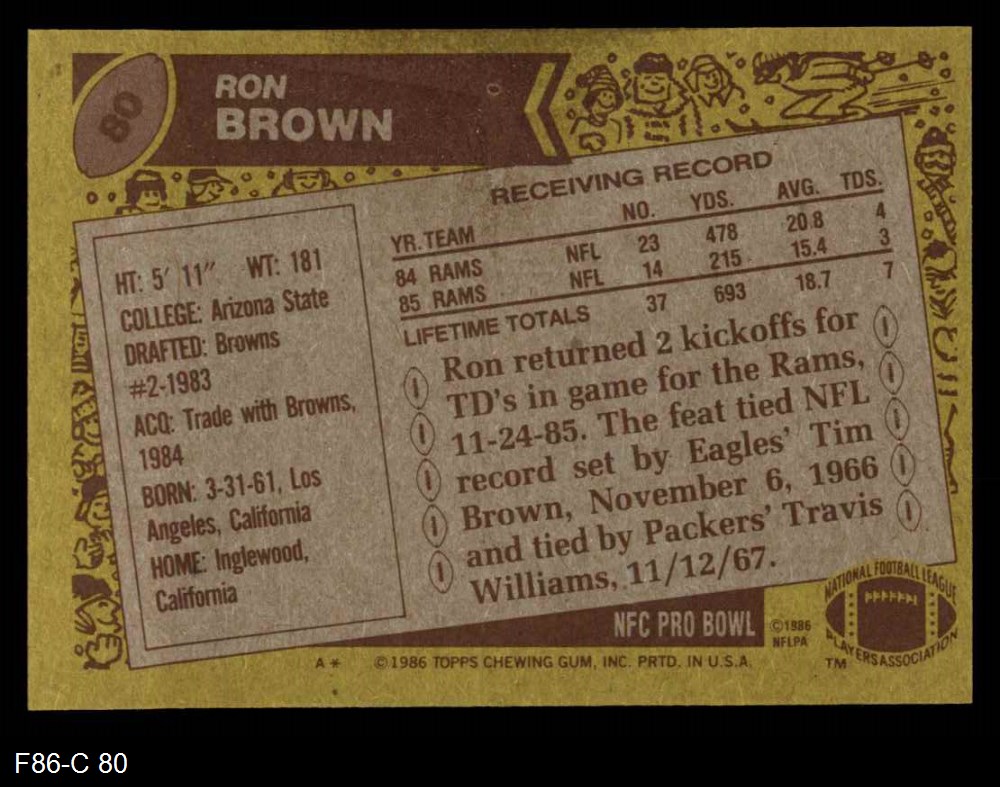 80
RON
BROWN
HT: 5' 11" WT: 181
COLLEGE: Arizona State
DRAFTED: Browns
#2-1983
ACQ: Trade with Browns,
1984
BORN: 3-31-61, Los
Angeles, California
HOME: Inglewood,
California
RECEIVING RECORD
YR. TEAM NO. YDS. AVG. TDS.
84 RAMS NFL 23 478 20.8 4
85 RAMS NFL 14 215 15.4 3
LIFETIME TOTALS 37 693 18.7 7
Ron returned 2 kickoffs for
TD's in game for the Rams,
11-24-85. The feat tied NFL
record set by Eagles' Tim
Brown, November 6, 1966
and tied by Packers' Travis
Williams, 11/12/67.
NFC PRO BOWL
©1986
NFLPA
NATIONAL FOOTBALL LEAGUE
PLAYERS ASSOCIATION
TM
A* ©1986 TOPPS CHEWING GUM, INC. PRTD. IN U.S.A.
F86-C 80